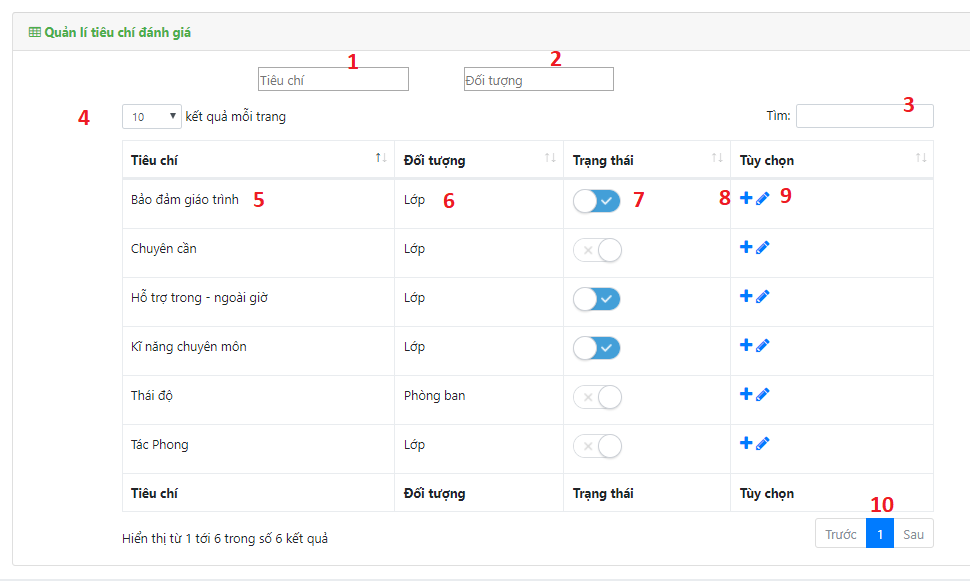 Quản lí tiêu chí đánh giá
1 2
Tiêu chí Đối tượng
4 10 kết quả mỗi trang Tìm: 3
Tiêu chí Đối tượng Trạng thái Tùy chọn
Bảo đảm giáo trình 5 Lớp 6 7 8 9
Chuyên cần Lớp
Hỗ trợ trong - ngoài giờ Lớp
Kĩ năng chuyên môn Lớp
Thái độ Phòng ban
Tác Phong Lớp
Tiêu chí Đối tượng Trạng thái Tùy chọn
10
Hiển thị từ 1 tới 6 trong số 6 kết quả Trước 1 Sau